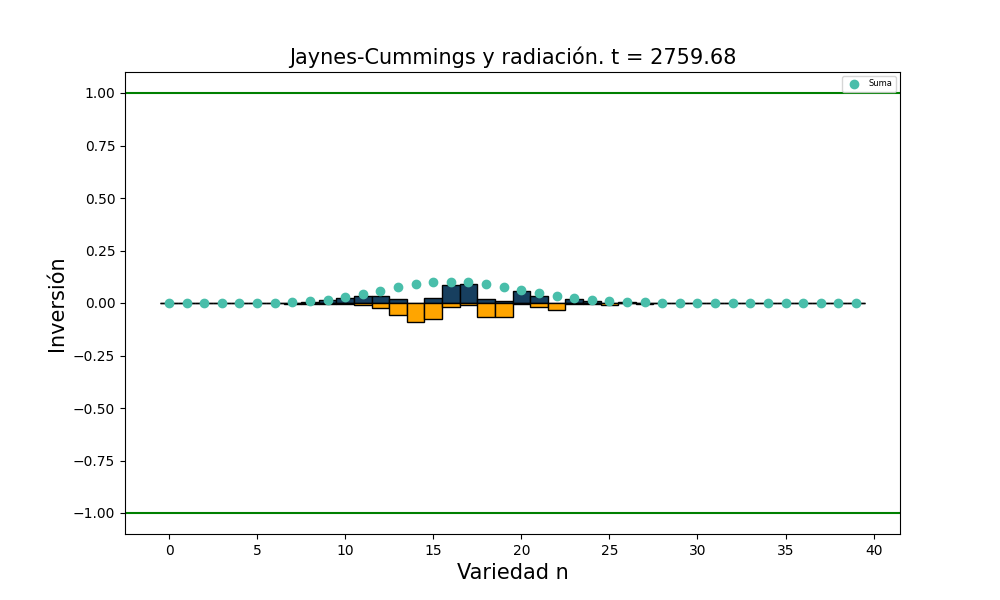 Jaynes-Cummings y radiación. t = 2759.68
Suma
1.00
0.75
0.50
0.25
0.00
−0.25
−0.50
−0.75
−1.00
Inversión
0 5 10 15 20 25 30 35 40
Variedad n